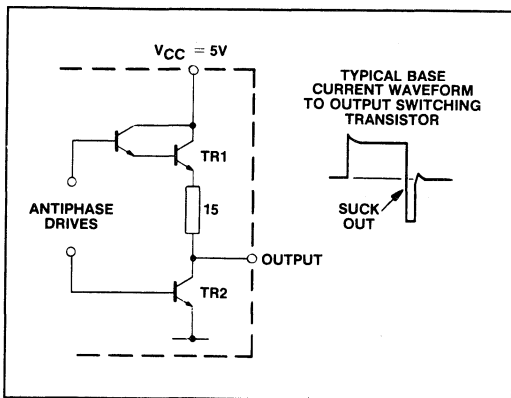 VCC = 5V
TR1
15
ANTIPHASE
DRIVES
OUTPUT
TR2
TYPICAL BASE
CURRENT WAVEFORM
TO OUTPUT SWITCHING
TRANSISTOR
SUCK
OUT